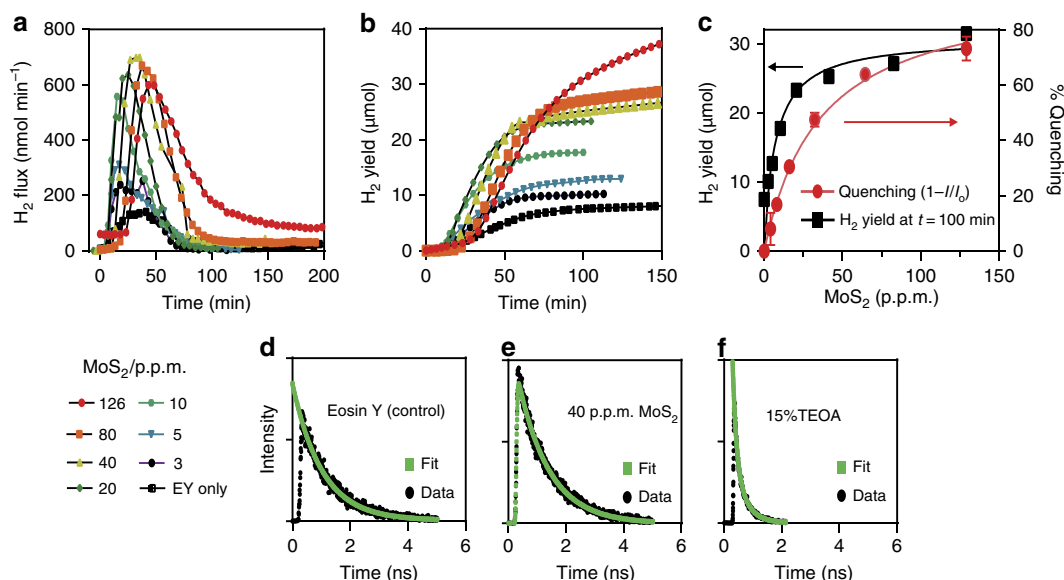 a
H2 flux (nmol min−1)
800
600
400
200
0
0 50 100 150 200
Time (min)
b
H2 yield (μmol)
40
30
20
10
0
0 50 100 150
Time (min)
c
H2 yield (μmol)
30
20
10
0
% Quenching
80
60
40
20
0
Quenching (1–I/Io)
H2 yield at t = 100 min
0 50 100 150
MoS2 (p.p.m.)
MoS2/p.p.m.
126 10
80 5
40 3
20 EY only
d
Intensity
Eosin Y (control)
Fit
Data
0 2 4 6
Time (ns)
e
40 p.p.m. MoS2
Fit
Data
0 2 4 6
Time (ns)
f
15%TEOA
Fit
Data
0 2 4 6
Time (ns)